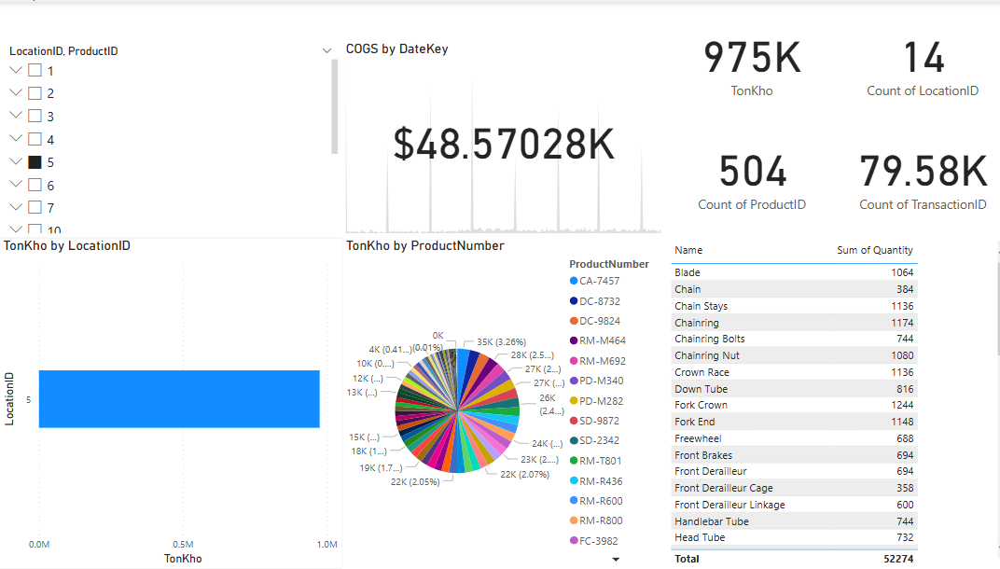 LocationID, ProductID
1
2
3
4
5
6
7
10
COGS by DateKey
$48.57028K
975K
TonKho
14
Count of LocationID
504
Count of ProductID
79.58K
Count of TransactionID
TonKho by LocationID
LocationID
5
0.0M 0.5M 1.0M
TonKho
TonKho by ProductNumber
0K
35K (3.26%)
28K (2.5...)
27K (2...)
27K (...)
26K
(2.4...)
24K (...)
23K (2....)
22K (2.07%)
22K (2.05%)
19K (1.7...)
18K (1...)
15K (...)
13K (...)
12K (...)
10K (0....)
4K (0.41...)
(0.01%)
ProductNumber
CA-7457
DC-8732
DC-9824
RM-M464
RM-M692
PD-M340
PD-M282
SD-9872
SD-2342
RM-T801
RM-R436
RM-R600
RM-R800
FC-3982
Name Sum of Quantity
Blade 1064
Chain 384
Chain Stays 1136
Chainring 1174
Chainring Bolts 744
Chainring Nut 1080
Crown Race 1136
Down Tube 816
Fork Crown 1244
Fork End 1148
Freewheel 688
Front Brakes 694
Front Derailleur 694
Front Derailleur Cage 358
Front Derailleur Linkage 600
Handlebar Tube 744
Head Tube 732
Total 52274